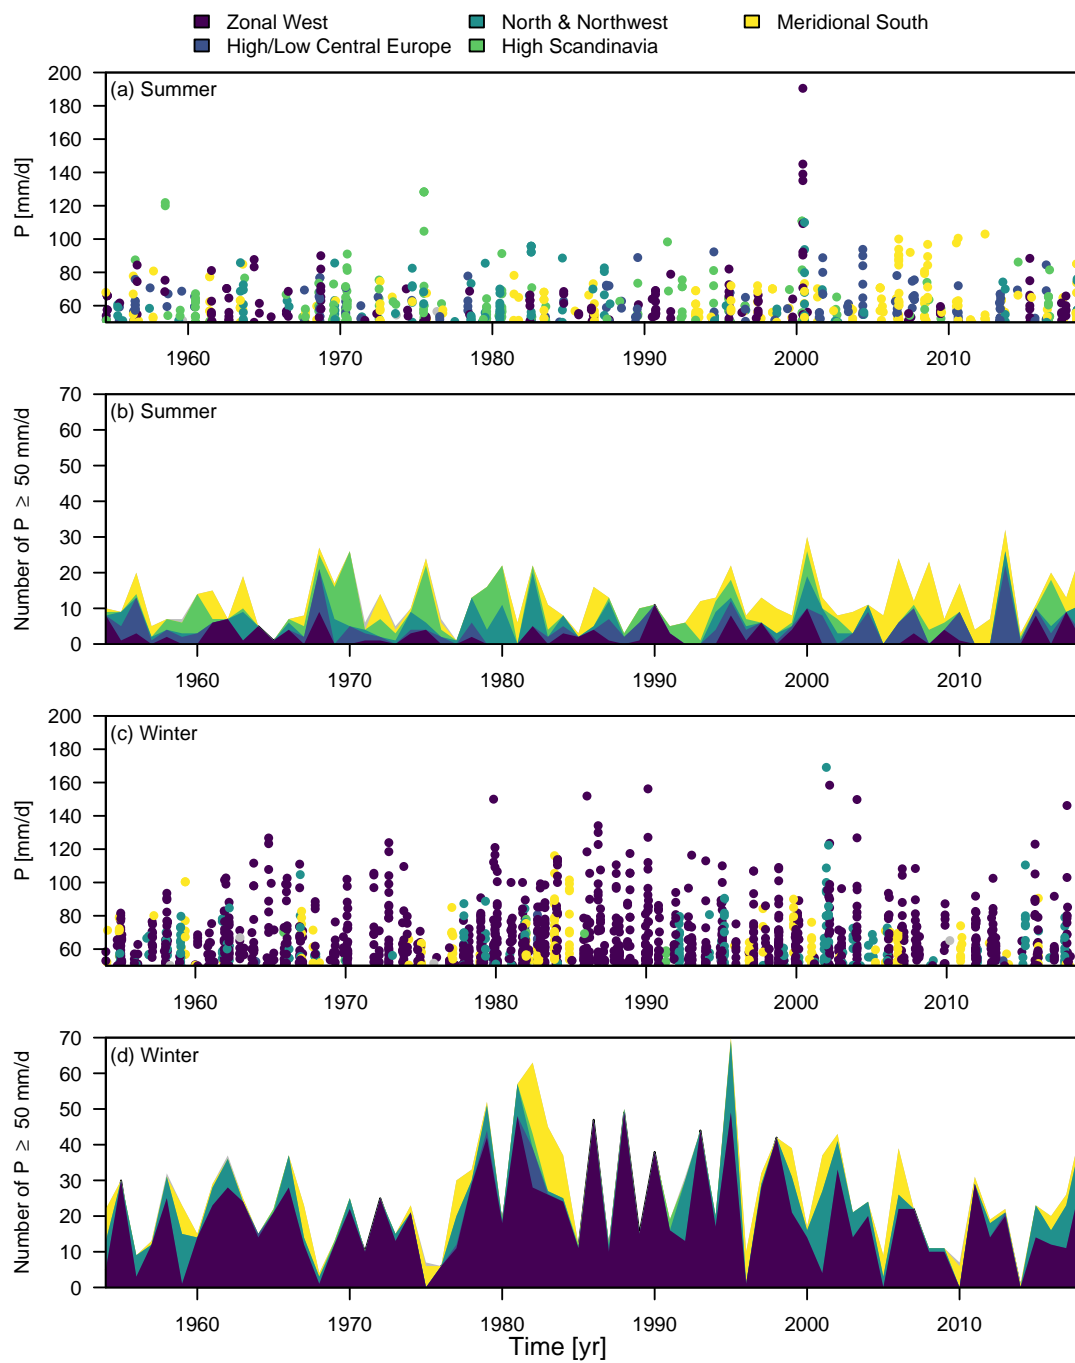 Zonal West
North & Northwest
Meridional South
High/Low Central Europe
High Scandinavia
(a) Summer
P [mm/d]
200
180
160
140
120
100
80
60
1960 1970 1980 1990 2000 2010
(b) Summer
Number of P ≥ 50 mm/d
70
60
50
40
30
20
10
0
1960 1970 1980 1990 2000 2010
(c) Winter
P [mm/d]
200
180
160
140
120
100
80
60
1960 1970 1980 1990 2000 2010
(d) Winter
Number of P ≥ 50 mm/d
70
60
50
40
30
20
10
0
1960 1970 1980 1990 2000 2010
Time [yr]